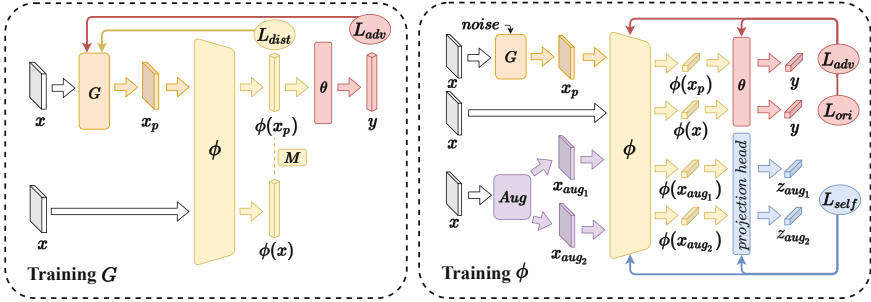 L_dist
L_adv
G
x
x_p
ϕ
ϕ(x_p)
θ
y
M
x
ϕ(x)
Training G
noise
G
x
x_p
ϕ
ϕ(x_p)
θ
y
L_adv
x
ϕ(x)
y
L_ori
Aug
x
x_aug₁
x_aug₂
ϕ(x_aug₁)
ϕ(x_aug₂)
projection head
z_aug₁
z_aug₂
L_self
Training ϕ